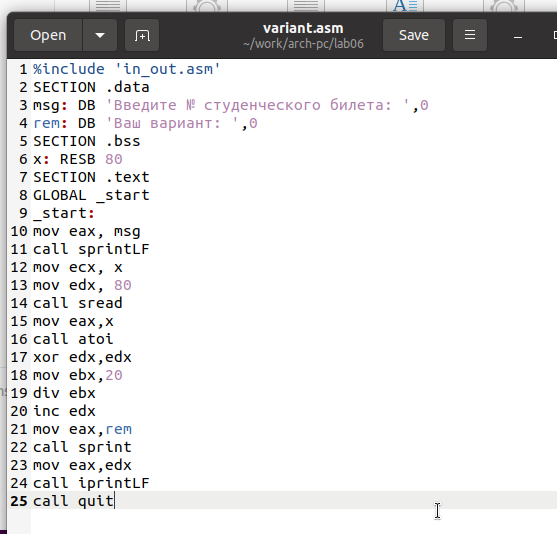 Open
variant.asm
~/work/arch-pc/lab06
Save
1 %include 'in_out.asm'
2 SECTION .data
3 msg: DB 'Введите № студенческого билета: ',0
4 rem: DB 'Ваш вариант: ',0
5 SECTION .bss
6 x: RESB 80
7 SECTION .text
8 GLOBAL _start
9 _start:
10 mov eax, msg
11 call sprintLF
12 mov ecx, x
13 mov edx, 80
14 call sread
15 mov eax,x
16 call atoi
17 xor edx,edx
18 mov ebx,20
19 div ebx
20 inc edx
21 mov eax,rem
22 call sprint
23 mov eax,edx
24 call iprintLF
25 call quit